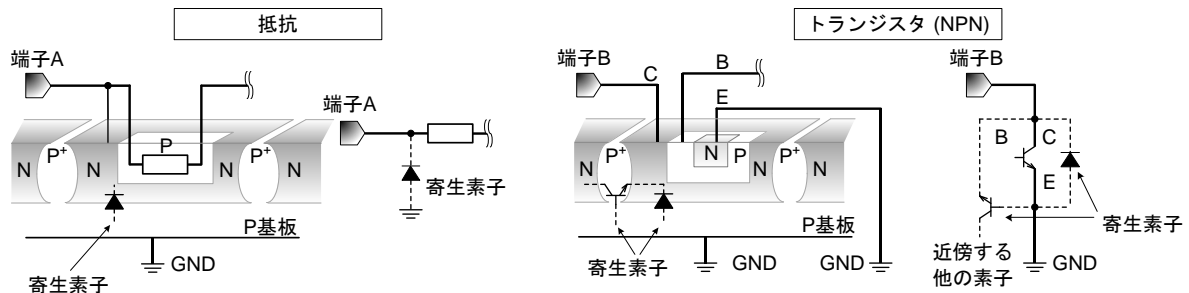 抵抗
端子A
P
N
P+
N
N
P+
N
P基板
寄生素子
GND
端子A
寄生素子
トランジスタ (NPN)
端子B
C
B
E
N
P+
N
N
P
N
P+
N
P基板
寄生素子
GND
GND
端子B
B
C
E
寄生素子
近傍する
他の素子
GND